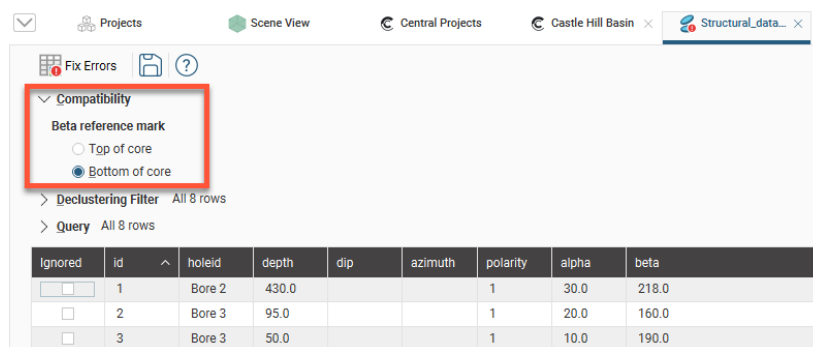 Projects Scene View Central Projects Castle Hill Basin Structural_data...
Fix Errors
Compatibility
Beta reference mark
Top of core
Bottom of core
Declustering Filter All 8 rows
Query All 8 rows
Ignored id holeid depth dip azimuth polarity alpha beta
1 Bore 2 430.0 1 30.0 218.0
2 Bore 3 95.0 1 20.0 160.0
3 Bore 3 50.0 1 10.0 190.0